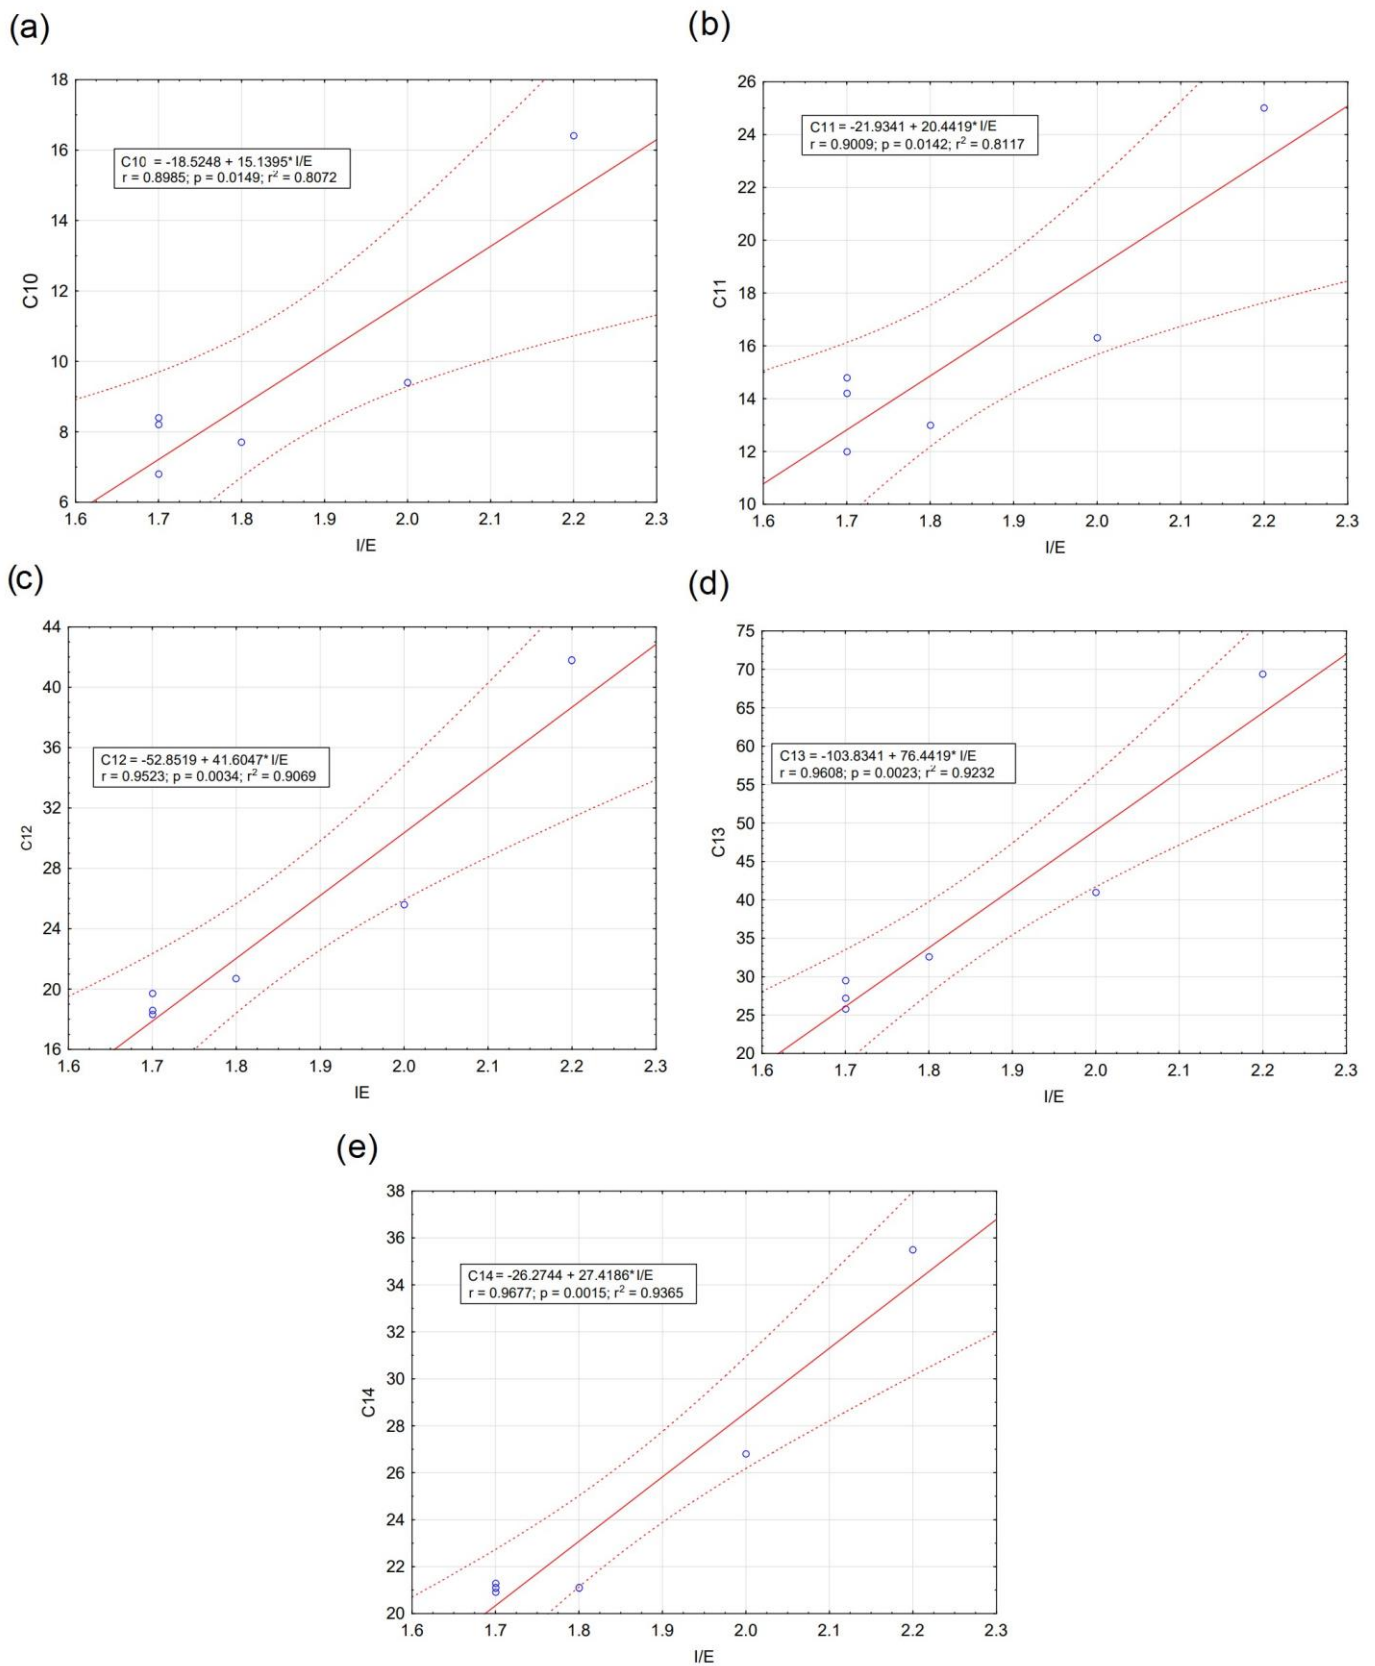 (a)
18
16
14
12
10
8
6
C10
C10 = -18.5248 + 15.1395* I/E
r = 0.8985; p = 0.0149; r² = 0.8072
1.6 1.7 1.8 1.9 2.0 2.1 2.2 2.3
I/E
(b)
26
24
22
20
18
16
14
12
10
C11
C11 = -21.9341 + 20.4419* I/E
r = 0.9009; p = 0.0142; r² = 0.8117
1.6 1.7 1.8 1.9 2.0 2.1 2.2 2.3
I/E
(c)
44
40
36
32
28
24
20
16
C12
C12 = -52.8519 + 41.6047* I/E
r = 0.9523; p = 0.0034; r² = 0.9069
1.6 1.7 1.8 1.9 2.0 2.1 2.2 2.3
IE
(d)
75
70
65
60
55
50
45
40
35
30
25
20
C13
C13 = -103.8341 + 76.4419* I/E
r = 0.9608; p = 0.0023; r² = 0.9232
1.6 1.7 1.8 1.9 2.0 2.1 2.2 2.3
I/E
(e)
38
36
34
32
30
28
26
24
22
20
C14
C14 = -26.2744 + 27.4186* I/E
r = 0.9677; p = 0.0015; r² = 0.9365
1.6 1.7 1.8 1.9 2.0 2.1 2.2 2.3
I/E